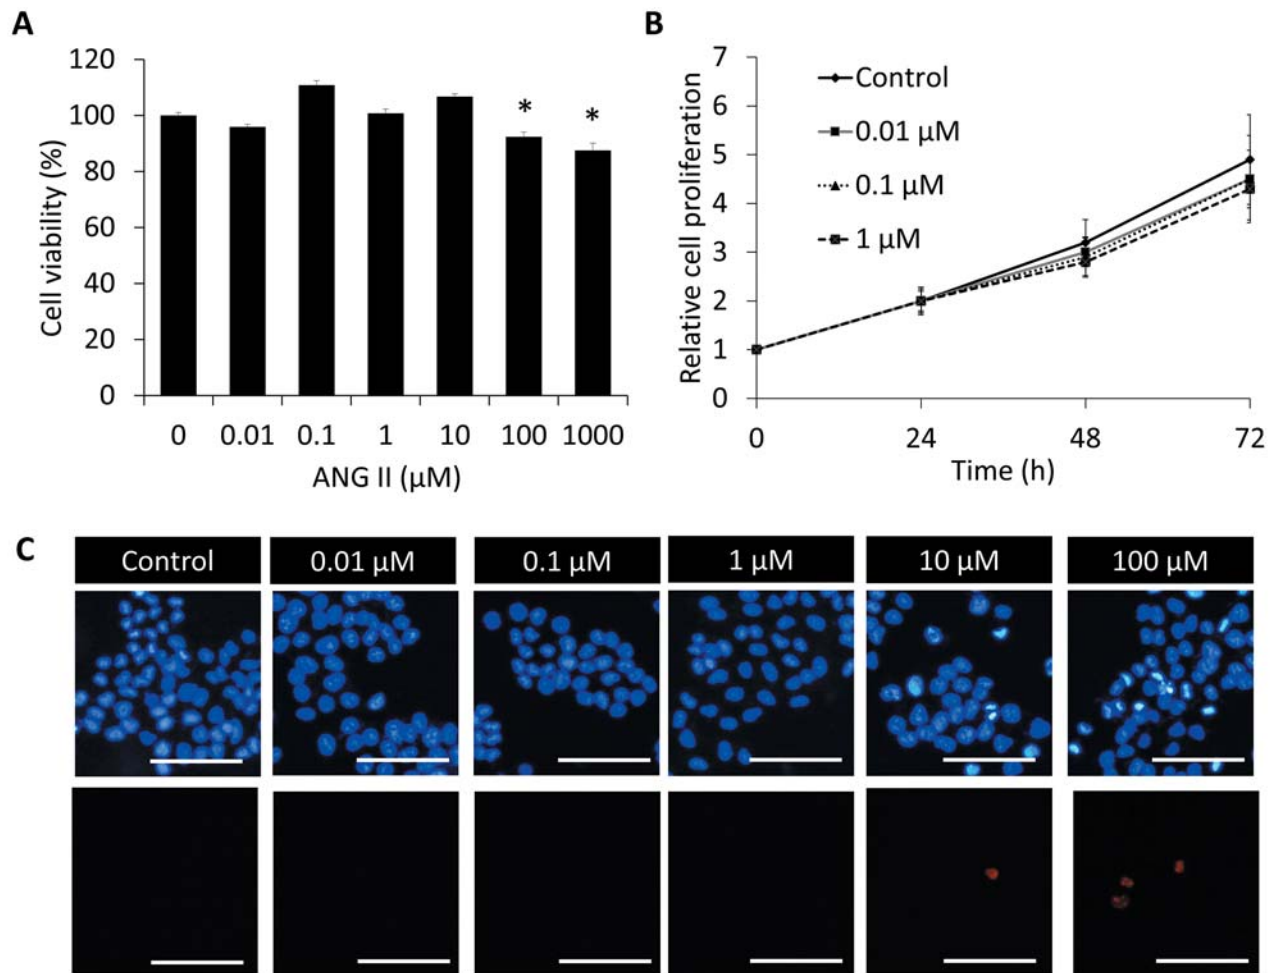 A
120
100
80
60
40
20
0
Cell viability (%)
*
*
0 0.01 0.1 1 10 100 1000
ANG II (µM)
B
7
6
5
4
3
2
1
0
Relative cell proliferation
Control
0.01 µM
0.1 µM
1 µM
0 24 48 72
Time (h)
C
Control 0.01 µM 0.1 µM 1 µM 10 µM 100 µM